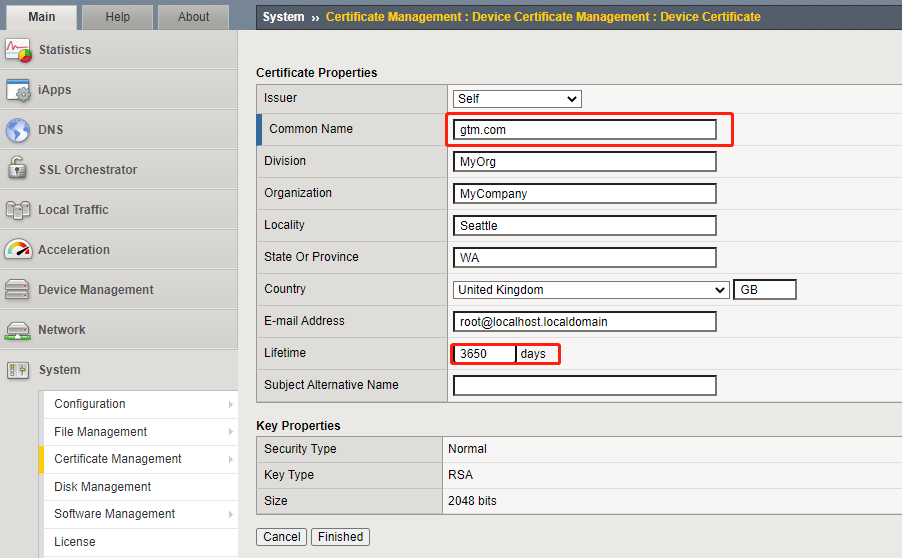 Main Help About
System ›› Certificate Management : Device Certificate Management : Device Certificate
Statistics
iApps
DNS
SSL Orchestrator
Local Traffic
Acceleration
Device Management
Network
System
Configuration
File Management
Certificate Management
Disk Management
Software Management
License
Certificate Properties
Issuer Self
Common Name gtm.com
Division MyOrg
Organization MyCompany
Locality Seattle
State Or Province WA
Country United Kingdom GB
E-mail Address root@localhost.localdomain
Lifetime 3650 days
Subject Alternative Name
Key Properties
Security Type Normal
Key Type RSA
Size 2048 bits
Cancel Finished